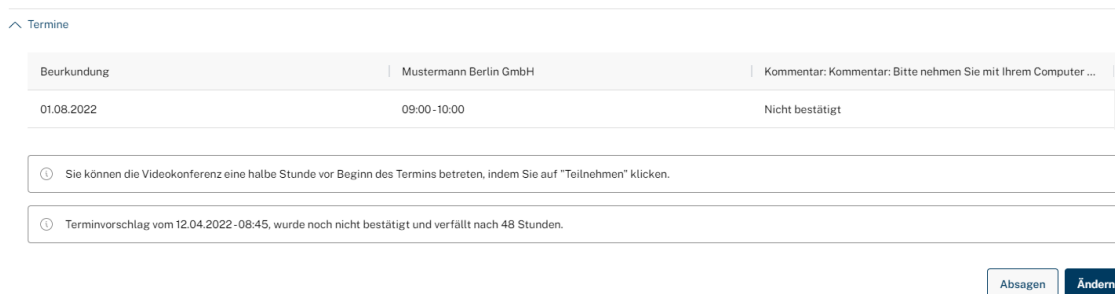 Termine
Beurkundung Mustermann Berlin GmbH Kommentar: Kommentar: Bitte nehmen Sie mit Ihrem Computer ...
01.08.2022 09:00-10:00 Nicht bestätigt
Sie können die Videokonferenz eine halbe Stunde vor Beginn des Termins betreten, indem Sie auf "Teilnehmen" klicken.
Terminvorschlag vom 12.04.2022-08:45, wurde noch nicht bestätigt und verfällt nach 48 Stunden.
Absagen Ändern